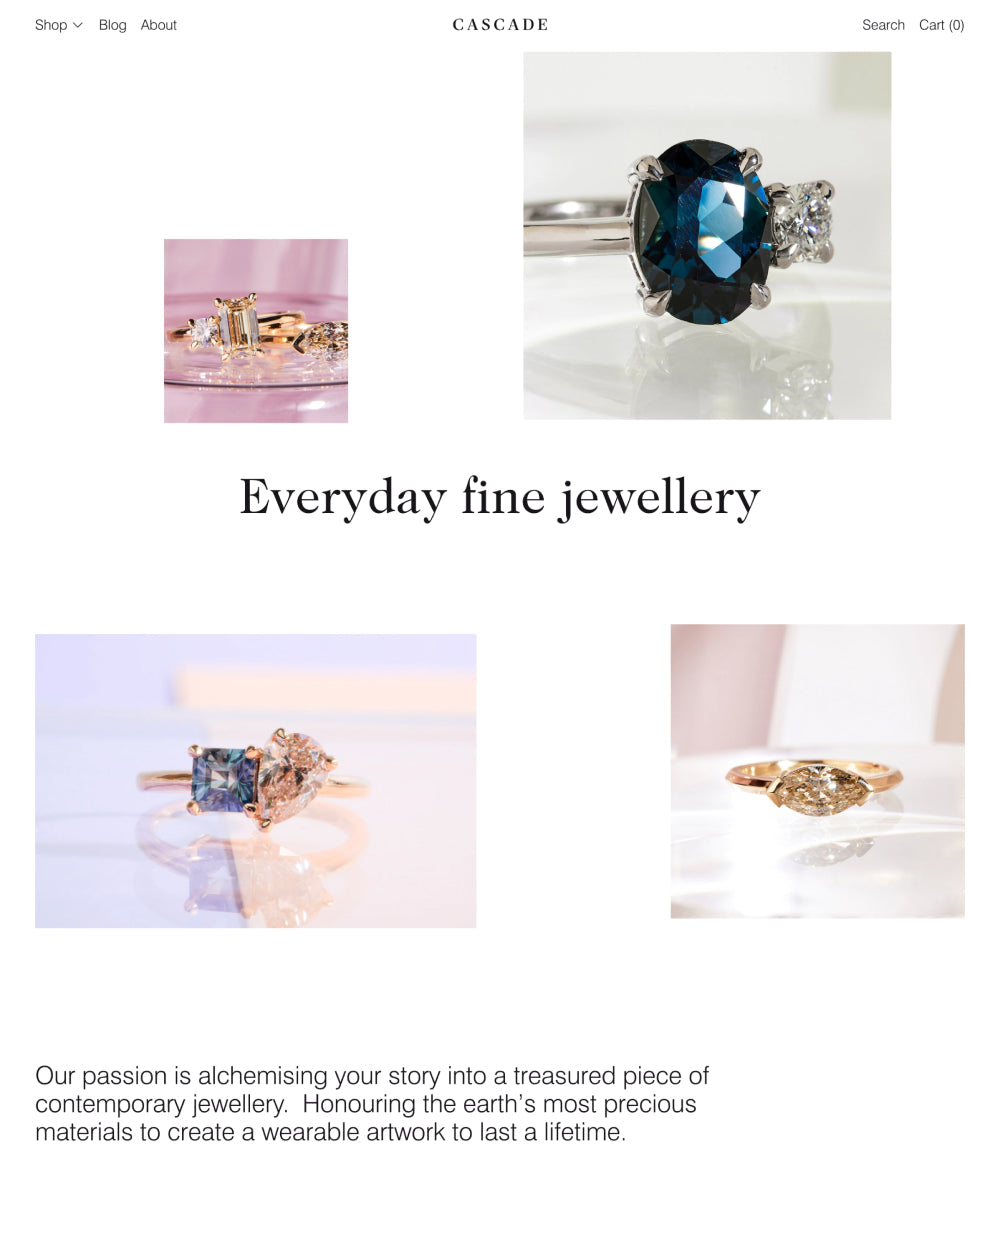 Shop Blog About CASCADE Search Cart (0)
Everyday fine jewellery
Our passion is alchemising your story into a treasured piece of
contemporary jewellery.  Honouring the earth’s most precious
materials to create a wearable artwork to last a lifetime.